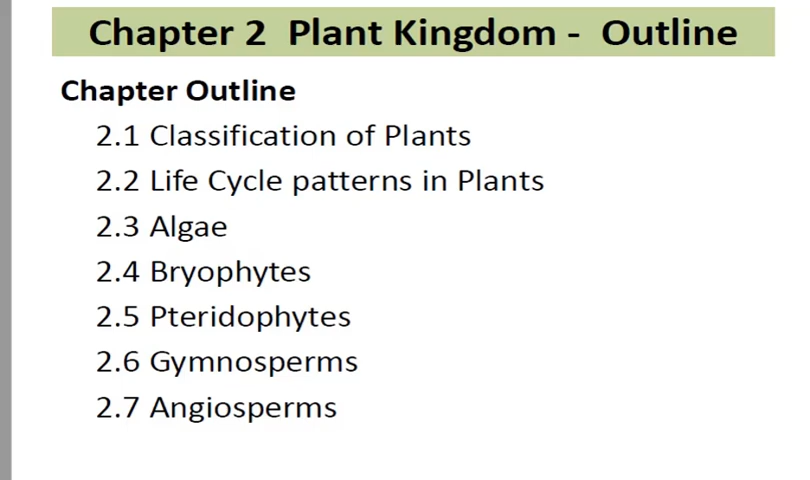 Chapter 2 Plant Kingdom - Outline
Chapter Outline
2.1 Classification of Plants
2.2 Life Cycle patterns in Plants
2.3 Algae
2.4 Bryophytes
2.5 Pteridophytes
2.6 Gymnosperms
2.7 Angiosperms